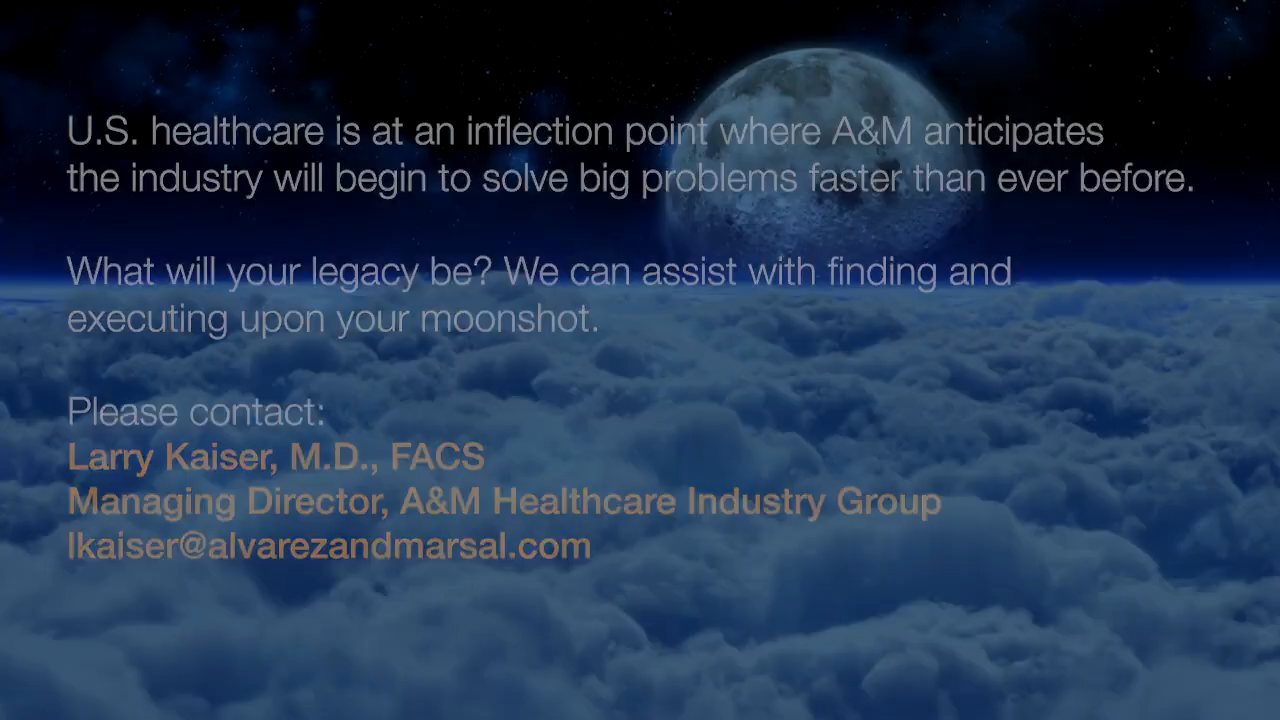 U.S. healthcare is at an inflection point where A&M anticipates
the industry will begin to solve big problems faster than ever before.
What will your legacy be? We can assist with finding and
executing upon your moonshot.
Please contact:
Larry Kaiser, M.D., FACS
Managing Director, A&M Healthcare Industry Group
lkaiser@alvarezandmarsal.com